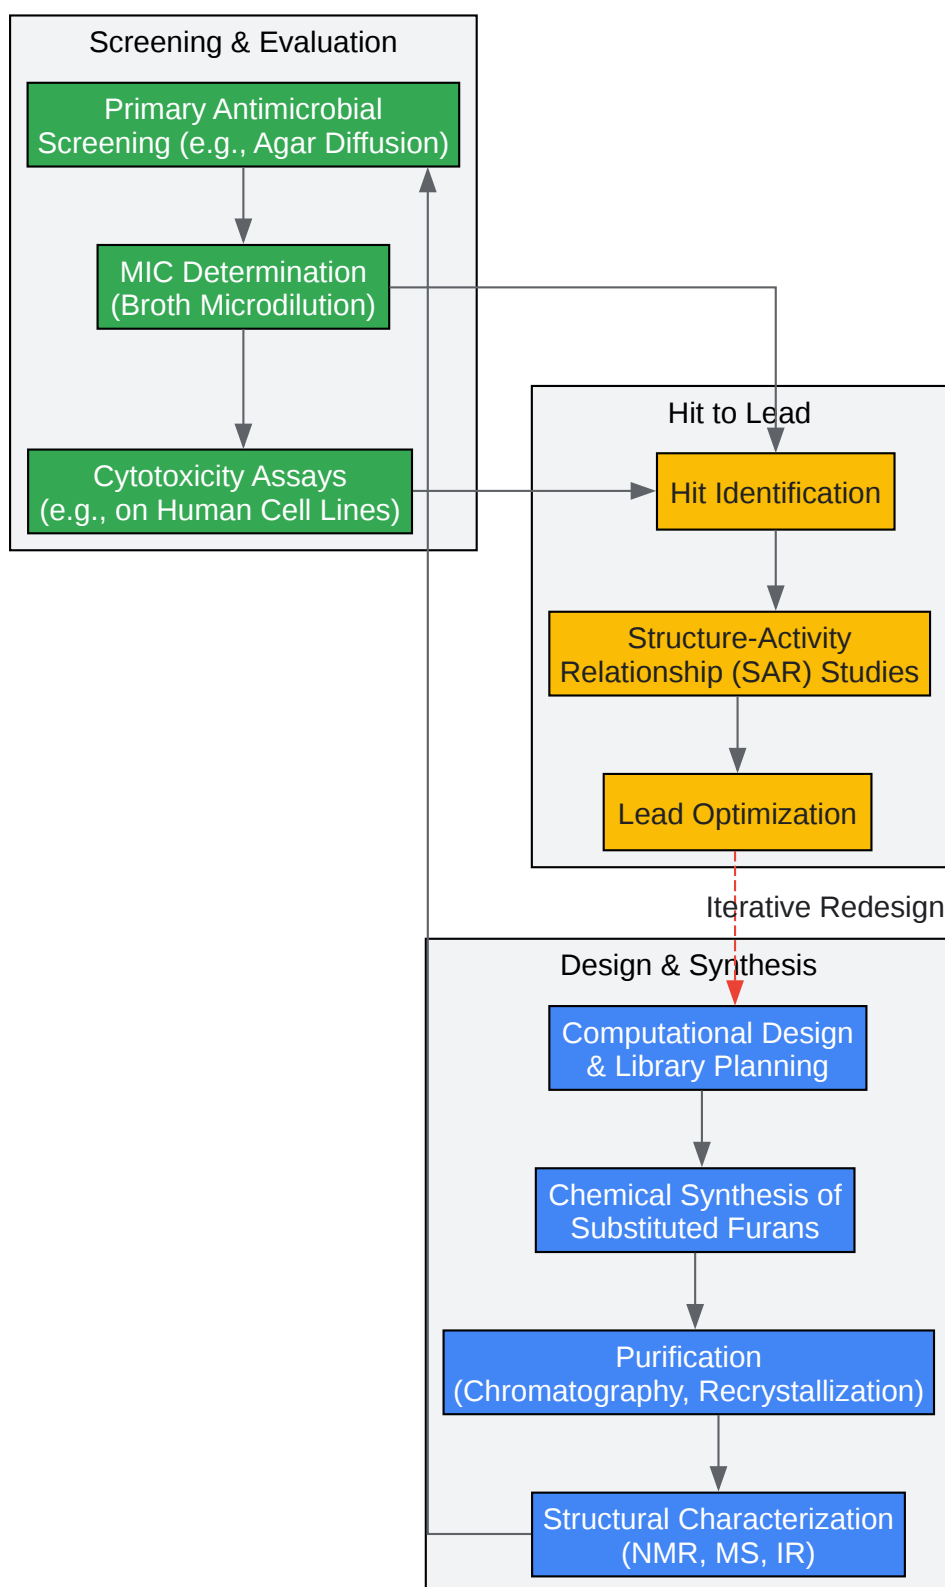 Screening & Evaluation
Primary Antimicrobial
Screening (e.g., Agar Diffusion)
MIC Determination
(Broth Microdilution)
Cytotoxicity Assays
(e.g., on Human Cell Lines)
Hit to Lead
Hit Identification
Structure-Activity
Relationship (SAR) Studies
Lead Optimization
Iterative Redesign
Design & Synthesis
Computational Design
& Library Planning
Chemical Synthesis of
Substituted Furans
Purification
(Chromatography, Recrystallization)
Structural Characterization
(NMR, MS, IR)